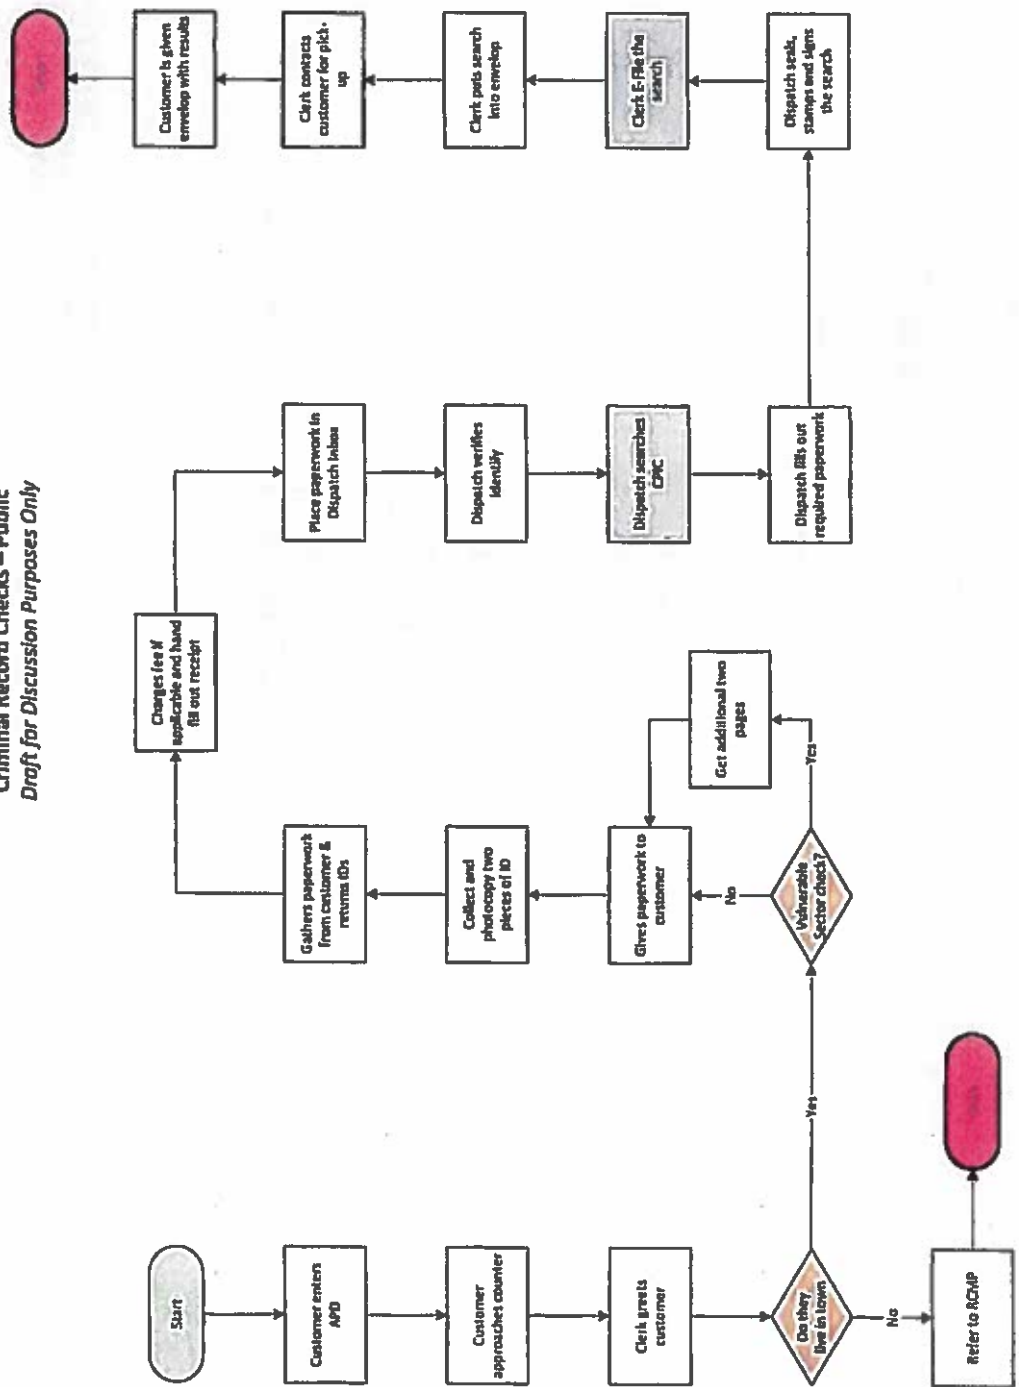 Criminal Record Checks – Public
Draft for Discussion Purposes Only
Start
Customer enters
APD
Customer
approaches counter
Clerk greets
customer
Do they
live in town
No
Refer to RCMP
Yes
Vulnerable
Sector check?
Yes
Get additional two
pages
No
Gives paperwork to
customer
Collect and
photocopy two
pieces of ID
Gathers paperwork
from customer &
returns IDs
Charges fee if
applicable and hand
fill out receipt
Place paperwork in
Dispatch Inbox
Dispatch verifies
identify
Dispatch searches
CPIC
Dispatch fills out
required paperwork
Dispatch seals,
stamps and signs
the search
Clerk E-File the
search
Clerk puts search
into envelop
Clerk contacts
customer for pick-
up
Customer is given
envelop with results